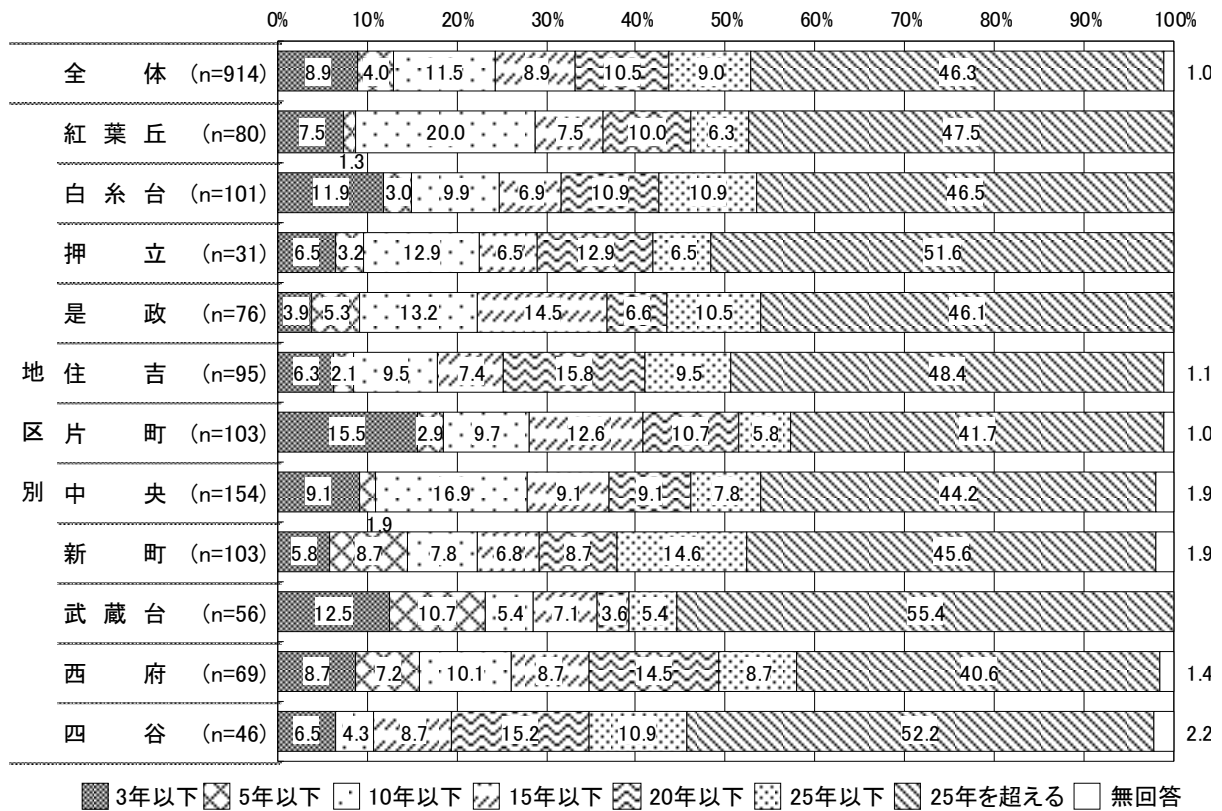 0% 10% 20% 30% 40% 50% 60% 70% 80% 90% 100%
全体 (n=914) 8.9 4.0 11.5 8.9 10.5 9.0 46.3 1.0
紅葉丘 (n=80) 7.5 20.0 7.5 10.0 6.3 47.5
1.3
白糸台 (n=101) 11.9 3.0 9.9 6.9 10.9 10.9 46.5
押立 (n=31) 6.5 3.2 12.9 6.5 12.9 6.5 51.6
是政 (n=76) 3.9 5.3 13.2 14.5 6.6 10.5 46.1
地 住吉 (n=95) 6.3 2.1 9.5 7.4 15.8 9.5 48.4 1.1
区 片町 (n=103) 15.5 2.9 9.7 12.6 10.7 5.8 41.7 1.0
別 中央 (n=154) 9.1 16.9 9.1 9.1 7.8 44.2 1.9
1.9
新町 (n=103) 5.8 8.7 7.8 6.8 8.7 14.6 45.6 1.9
武蔵台 (n=56) 12.5 10.7 5.4 7.1 3.6 5.4 55.4
西府 (n=69) 8.7 7.2 10.1 8.7 14.5 8.7 40.6 1.4
四谷 (n=46) 6.5 4.3 8.7 15.2 10.9 52.2 2.2
3年以下 5年以下 10年以下 15年以下 20年以下 25年以下 25年を超える 無回答